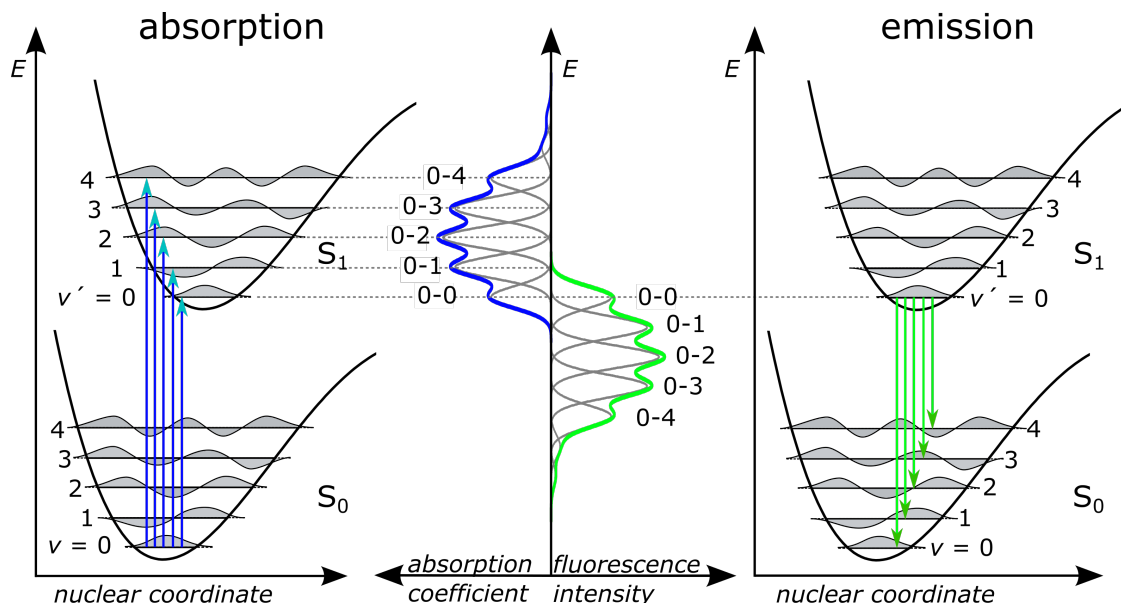 absorption
E
4
3
2
1
v´ = 0
S1
4
3
2
1
v = 0
S0
nuclear coordinate
E
0-4
0-3
0-2
0-1
0-0
0-0
0-1
0-2
0-3
0-4
absorption
coefficient
fluorescence
intensity
emission
E
4
3
2
1
v´ = 0
S1
4
3
2
1
v = 0
S0
nuclear coordinate